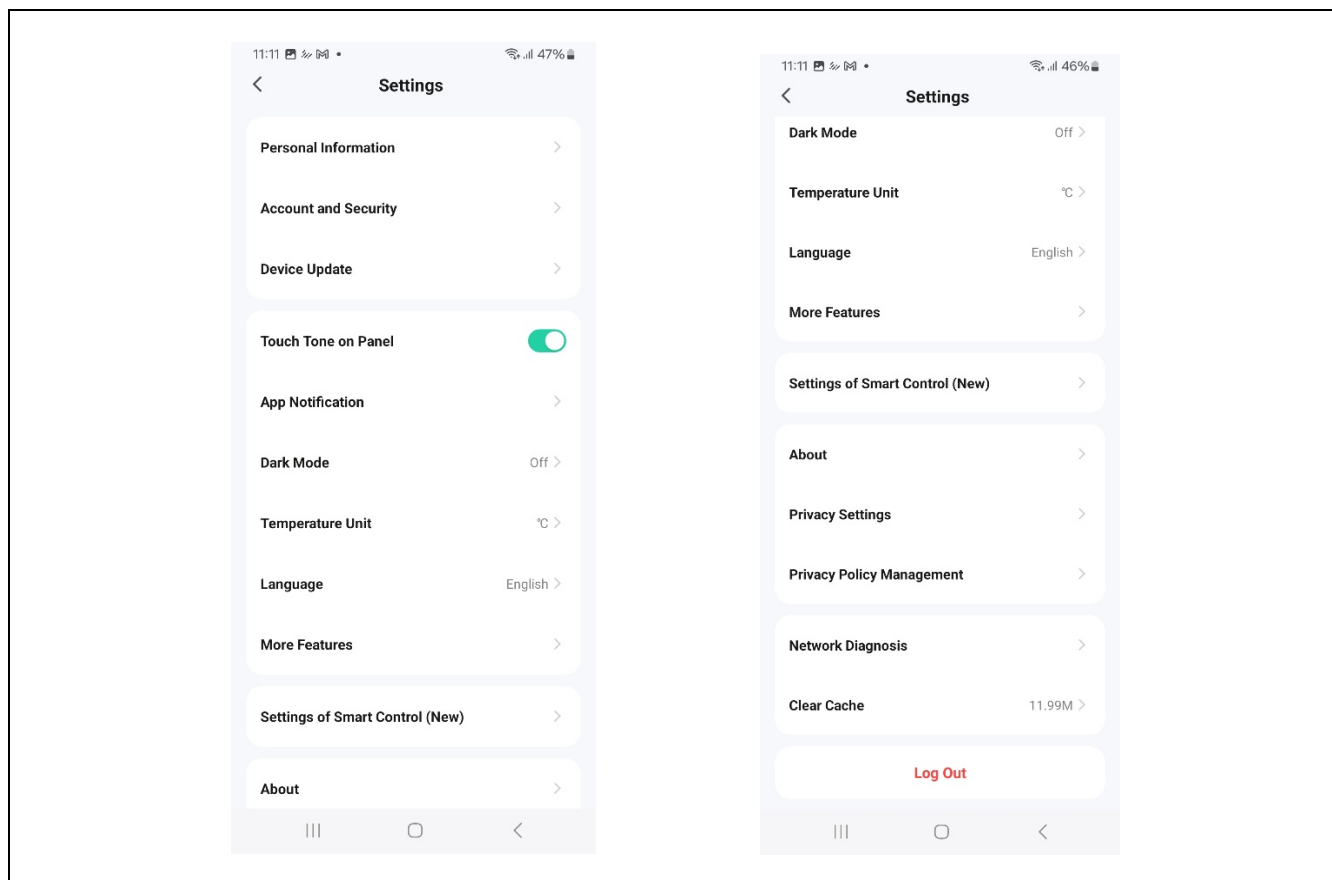 11:11
47%
Settings
Personal Information
Account and Security
Device Update
Touch Tone on Panel
App Notification
Dark Mode Off
Temperature Unit ℃
Language English
More Features
Settings of Smart Control (New)
About
11:11
46%
Settings
Dark Mode Off
Temperature Unit ℃
Language English
More Features
Settings of Smart Control (New)
About
Privacy Settings
Privacy Policy Management
Network Diagnosis
Clear Cache 11.99M
Log Out